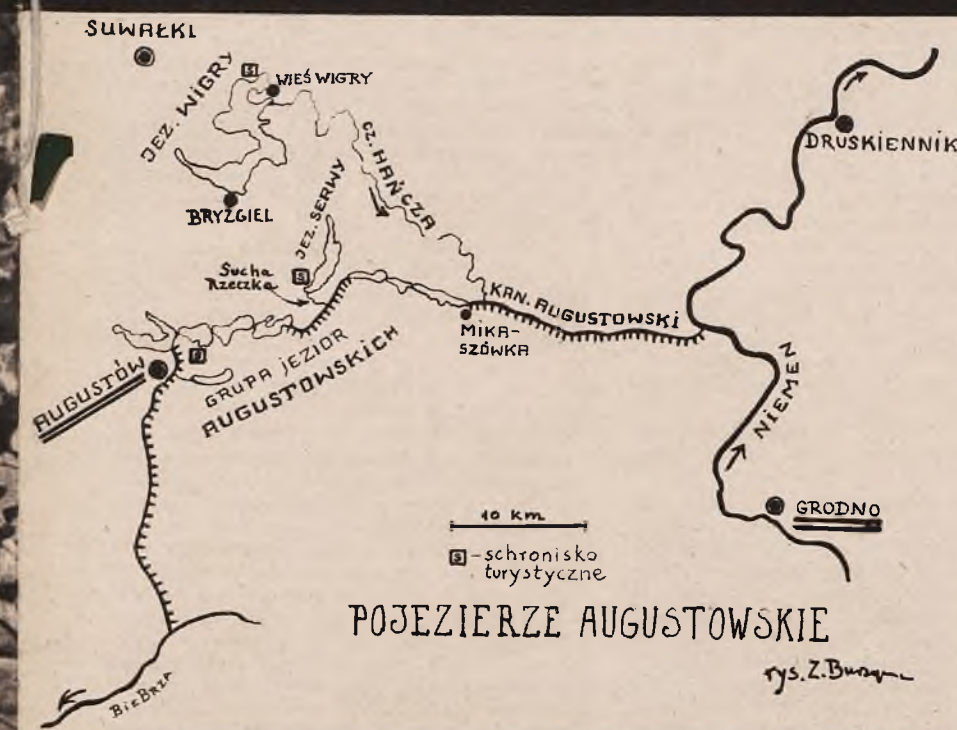 SUWAŁKI
JEZ. WIGRY
S
WIEŚ WIGRY
CZ. HAŃCZA
DRUSKIENNIK
BRYZGIEL
JEZ. SERWY
S
Sucha
Rzeczka
KAN. AUGUSTOWSKI
MIKA-
SZÓWKA
AUGUSTÓW
S
GRUPA JEZIOR
AUGUSTOWSKICH
NIEMEN
GRODNO
10 km
S - schronisko
turystyczne
POJEZIERZE AUGUSTOWSKIE
rys. Z.
BIEBRZA